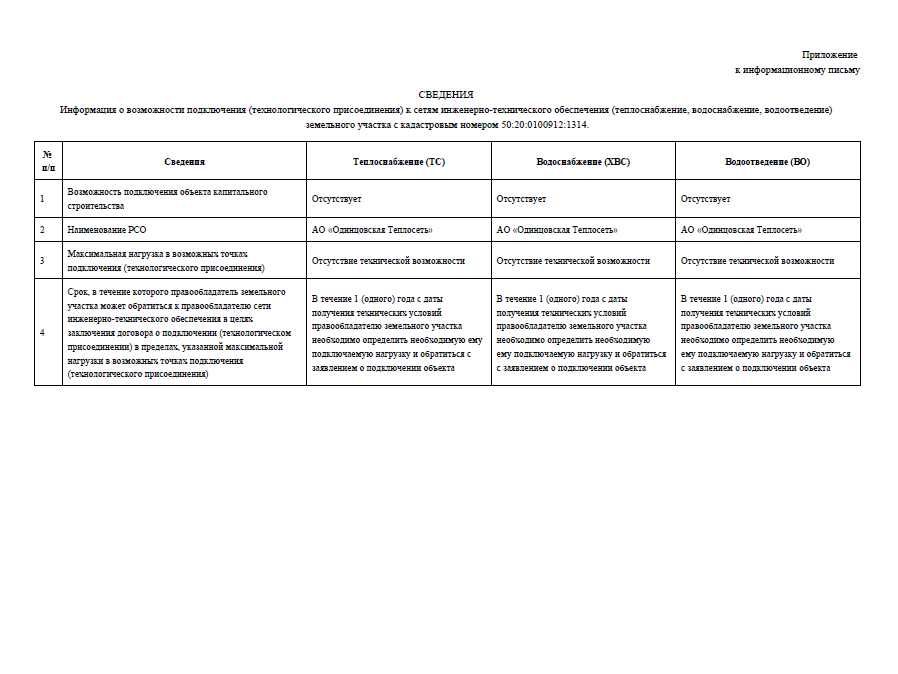 Приложение
к информационному письму
СВЕДЕНИЯ
Информация о возможности подключения (технологического присоединения) к сетям инженерно-технического обеспечения (теплоснабжение, водоснабжение, водоотведение)
земельного участка с кадастровым номером 50:20:0100912:1314.
№
п/п
Сведения
Теплоснабжение (ТС)
Водоснабжение (ХВС)
Водоотведение (ВО)
1
Возможность подключения объекта капитального
строительства
Отсутствует
Отсутствует
Отсутствует
2
Наименование РСО
АО «Одинцовская Теплосеть»
АО «Одинцовская Теплосеть»
АО «Одинцовская Теплосеть»
3
Максимальная нагрузка в возможных точках
подключения (технологического присоединения)
Отсутствие технической возможности
Отсутствие технической возможности
Отсутствие технической возможности
4
Срок, в течение которого правообладатель земельного
участка может обратиться к правообладателю сети
инженерно-технического обеспечения в целях
заключения договора о подключении (технологическом
присоединении) в пределах, указанной максимальной
нагрузки в возможных точках подключения
(технологического присоединения)
В течение 1 (одного) года с даты
получения технических условий
правообладателю земельного участка
необходимо определить необходимую ему
подключаемую нагрузку и обратиться с
заявлением о подключении объекта
В течение 1 (одного) года с даты
получения технических условий
правообладателю земельного участка
необходимо определить необходимую
ему подключаемую нагрузку и обратиться
с заявлением о подключении объекта
В течение 1 (одного) года с даты
получения технических условий
правообладателю земельного участка
необходимо определить необходимую
ему подключаемую нагрузку и обратиться
с заявлением о подключении объекта